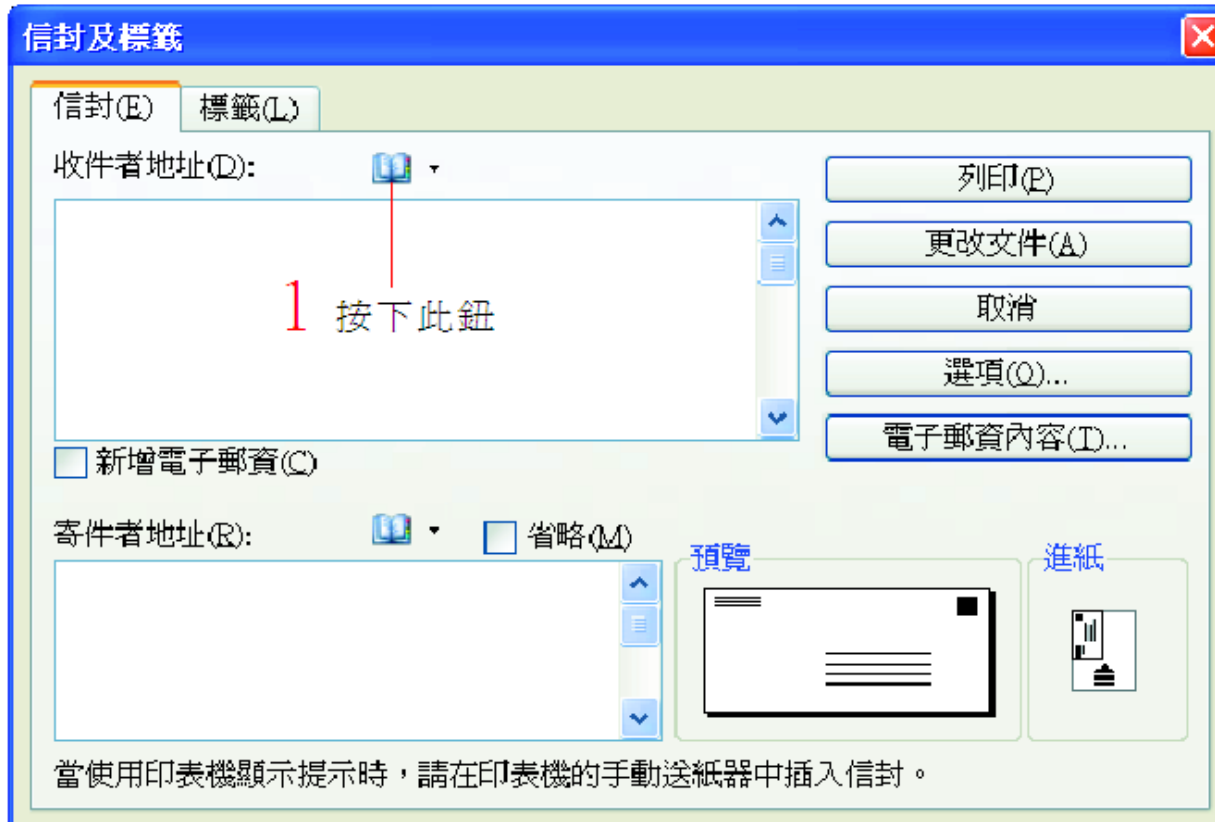 信封及標籤
信封(E) 標籤(L)
收件者地址(D):
列印(P)
更改文件(A)
1 按下此鈕
取消
選項(O)...
電子郵資內容(I)...
新增電子郵資(C)
寄件者地址(R): 省略(M)
預覽 進紙
當使用印表機顯示提示時，請在印表機的手動送紙器中插入信封。